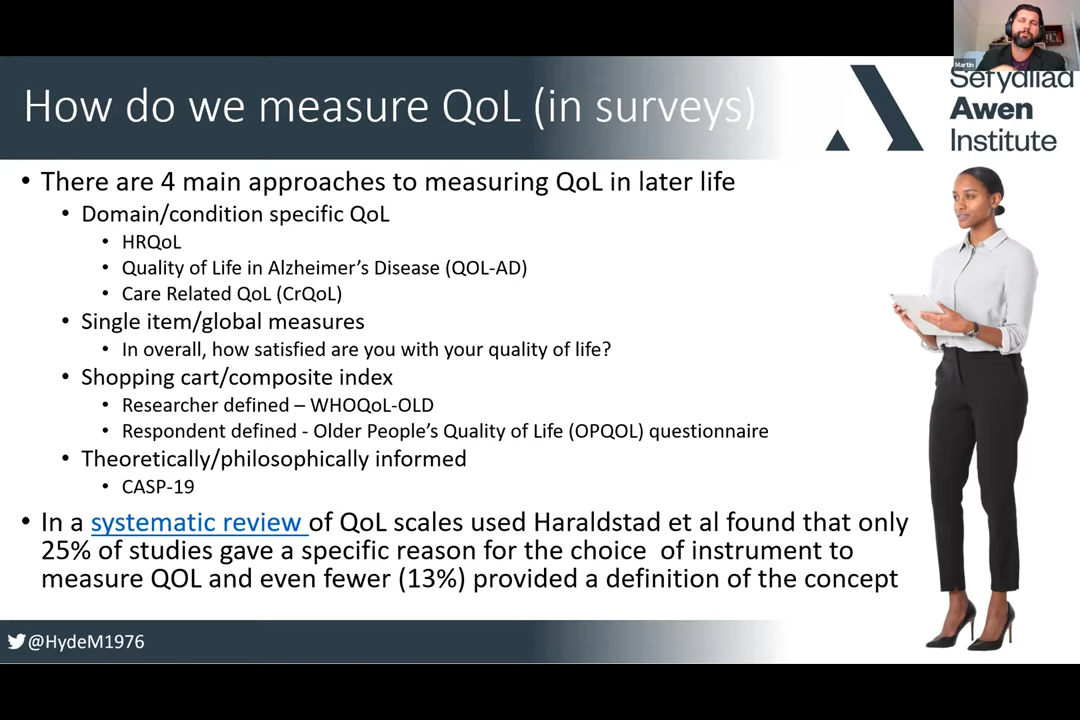 Martin
How do we measure QoL (in surveys)
Sefydliad
Awen
Institute
• There are 4 main approaches to measuring QoL in later life
• Domain/condition specific QoL
• HRQoL
• Quality of Life in Alzheimer's Disease (QOL-AD)
• Care Related QoL (CrQoL)
• Single item/global measures
• In overall, how satisfied are you with your quality of life?
• Shopping cart/composite index
• Researcher defined – WHOQoL-OLD
• Respondent defined - Older People's Quality of Life (OPQOL) questionnaire
• Theoretically/philosophically informed
• CASP-19
• In a systematic review of QoL scales used Haraldstad et al found that only
25% of studies gave a specific reason for the choice of instrument to
measure QOL and even fewer (13%) provided a definition of the concept
@HydeM1976